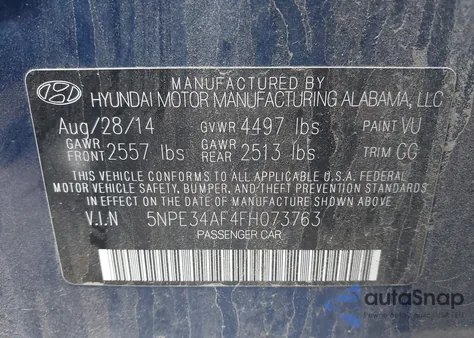 MANUFACTURED BY
HYUNDAI MOTOR MANUFACTURING ALABAMA, LLC
Aug/28/14 GVWR 4497 lbs PAINT VU
GAWR FRONT 2557 lbs GAWR REAR 2513 lbs TRIM GG
THIS VEHICLE CONFORMS TO ALL APPLICABLE U.S.A. FEDERAL
MOTOR VEHICLE SAFETY, BUMPER, AND THEFT PREVENTION
STANDARDS IN EFFECT ON THE DATE OF MANUFACTURE SHOWN ABOVE.
V.I.N 5NPE34AF4FH073763
PASSENGER CAR
autoSnap